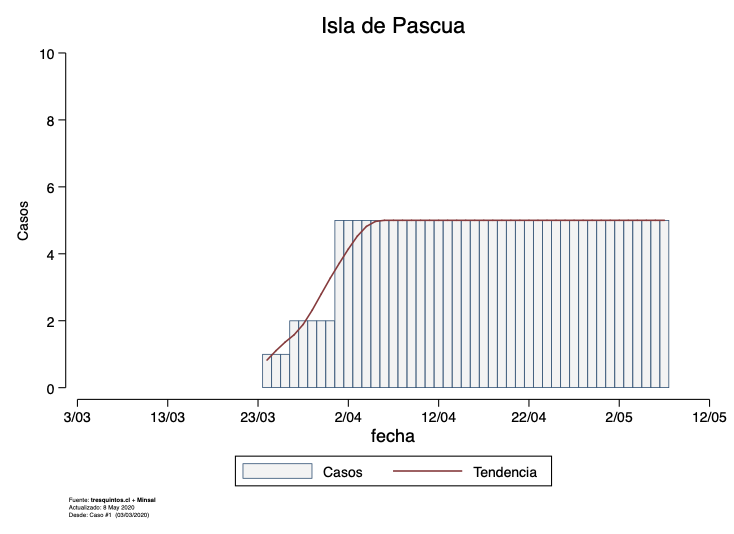 Isla de Pascua
10
8
6
4
2
0
Casos
3/03 13/03 23/03 2/04 12/04 22/04 2/05 12/05
fecha
Casos Tendencia
Fuente: tresquintos.cl + Minsal
Actualizado: 8 May 2020
Desde: Caso #1 (03/03/2020)